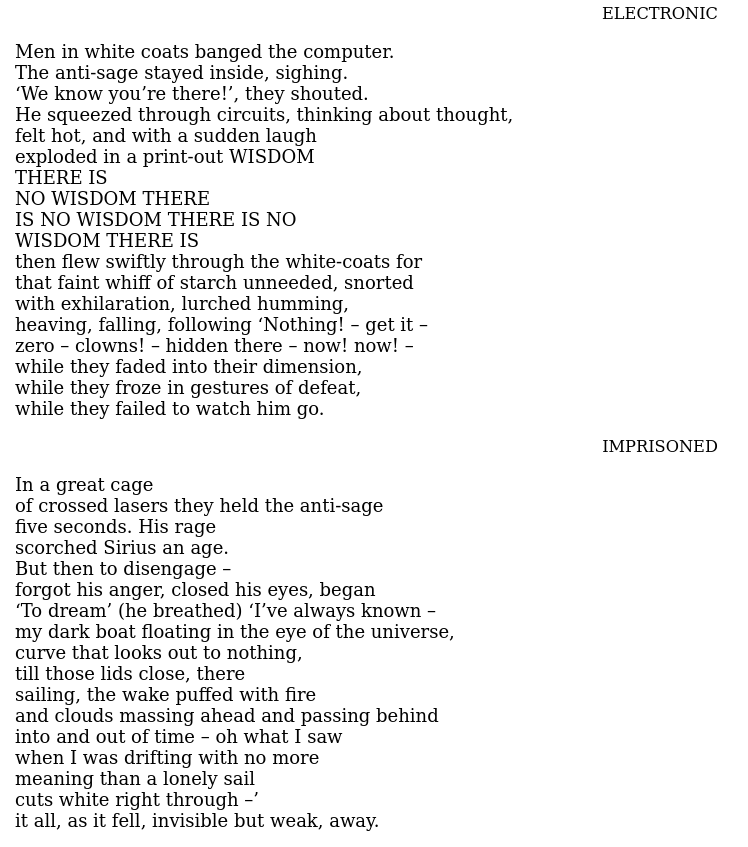 ELECTRONIC
Men in white coats banged the computer.
The anti-sage stayed inside, sighing.
‘We know you’re there!’, they shouted.
He squeezed through circuits, thinking about thought,
felt hot, and with a sudden laugh
exploded in a print-out WISDOM
THERE IS
NO WISDOM THERE
IS NO WISDOM THERE IS NO
WISDOM THERE IS
then flew swiftly through the white-coats for
that faint whiff of starch unneeded, snorted
with exhilaration, lurched humming,
heaving, falling, following ‘Nothing! – get it –
zero – clowns! – hidden there – now! now! –
while they faded into their dimension,
while they froze in gestures of defeat,
while they failed to watch him go.
IMPRISONED
In a great cage
of crossed lasers they held the anti-sage
five seconds. His rage
scorched Sirius an age.
But then to disengage –
forgot his anger, closed his eyes, began
‘To dream’ (he breathed) ‘I’ve always known –
my dark boat floating in the eye of the universe,
curve that looks out to nothing,
till those lids close, there
sailing, the wake puffed with fire
and clouds massing ahead and passing behind
into and out of time – oh what I saw
when I was drifting with no more
meaning than a lonely sail
cuts white right through –’
it all, as it fell, invisible but weak, away.